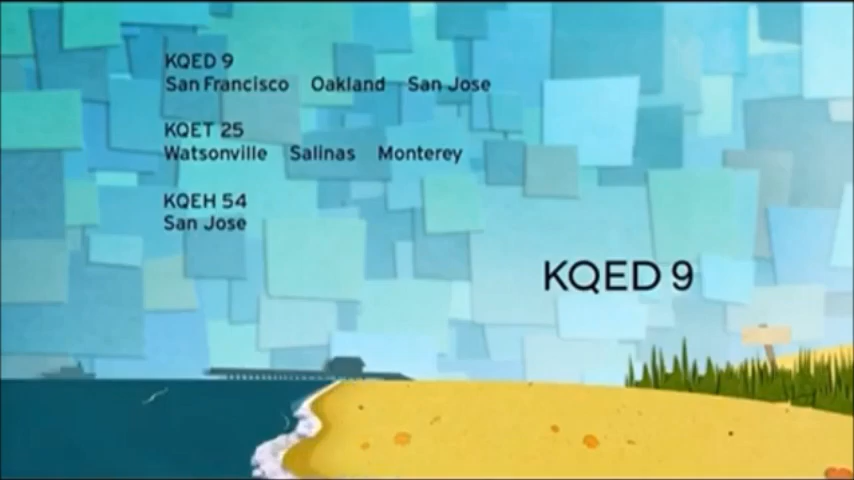 KQED 9
San Francisco Oakland San Jose
KQET 25
Watsonville Salinas Monterey
KQEH 54
San Jose
KQED 9